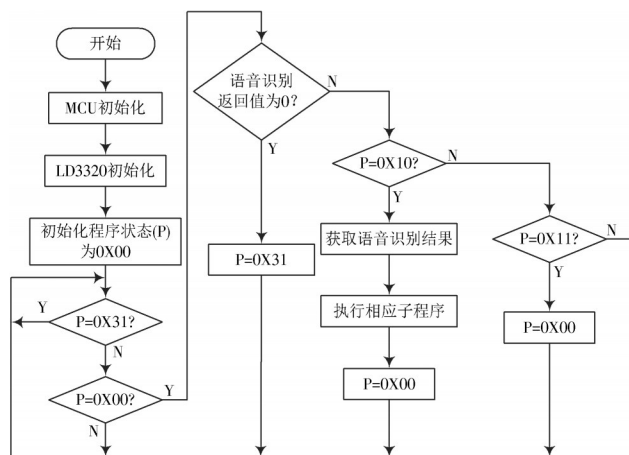 开始
MCU初始化
LD3320初始化
初始化程序状态(P)
为0X00
P=0X31?
Y
N
P=0X00?
Y
N
语音识别
返回值为0?
N
Y
P=0X31
P=0X10?
N
Y
获取语音识别结果
执行相应子程序
P=0X00
P=0X11?
N
Y
P=0X00